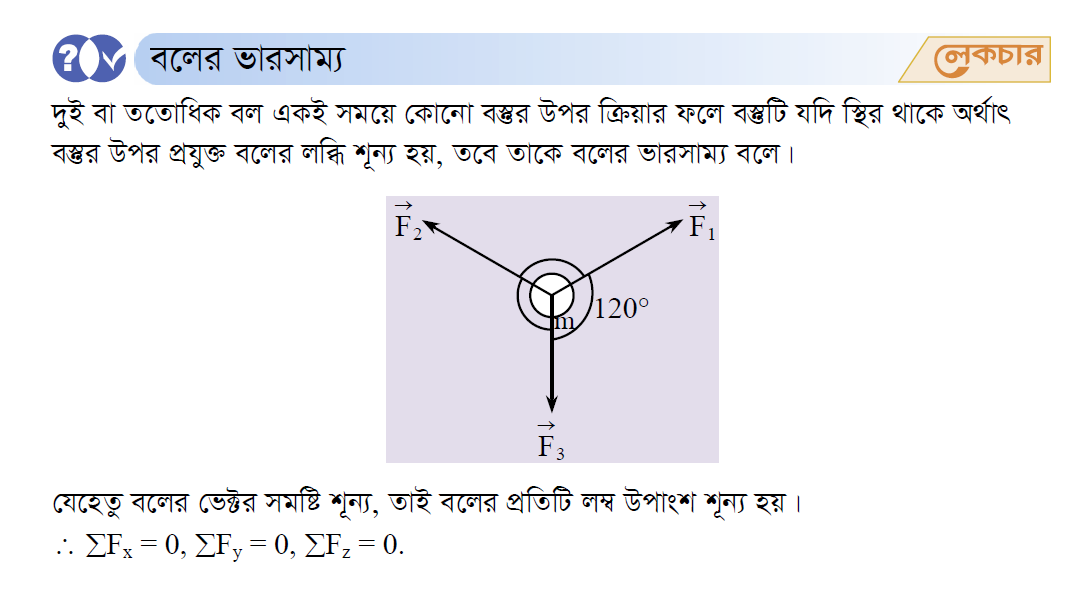 বলের ভারসাম্য
লেকচার
দুই বা ততোধিক বল একই সময়ে কোনো বস্তুর উপর ক্রিয়ার ফলে বস্তুটি যদি স্থির থাকে অর্থাৎ
বস্তুর উপর প্রযুক্ত বলের লব্ধি শূন্য হয়, তবে তাকে বলের ভারসাম্য বলে।
F⃗₂
F⃗₁
120°
m
F⃗₃
যেহেতু বলের ভেক্টর সমষ্টি শূন্য, তাই বলের প্রতিটি লম্ব উপাংশ শূন্য হয়।
∴ ∑Fₓ = 0, ∑Fy = 0, ∑Fz = 0.